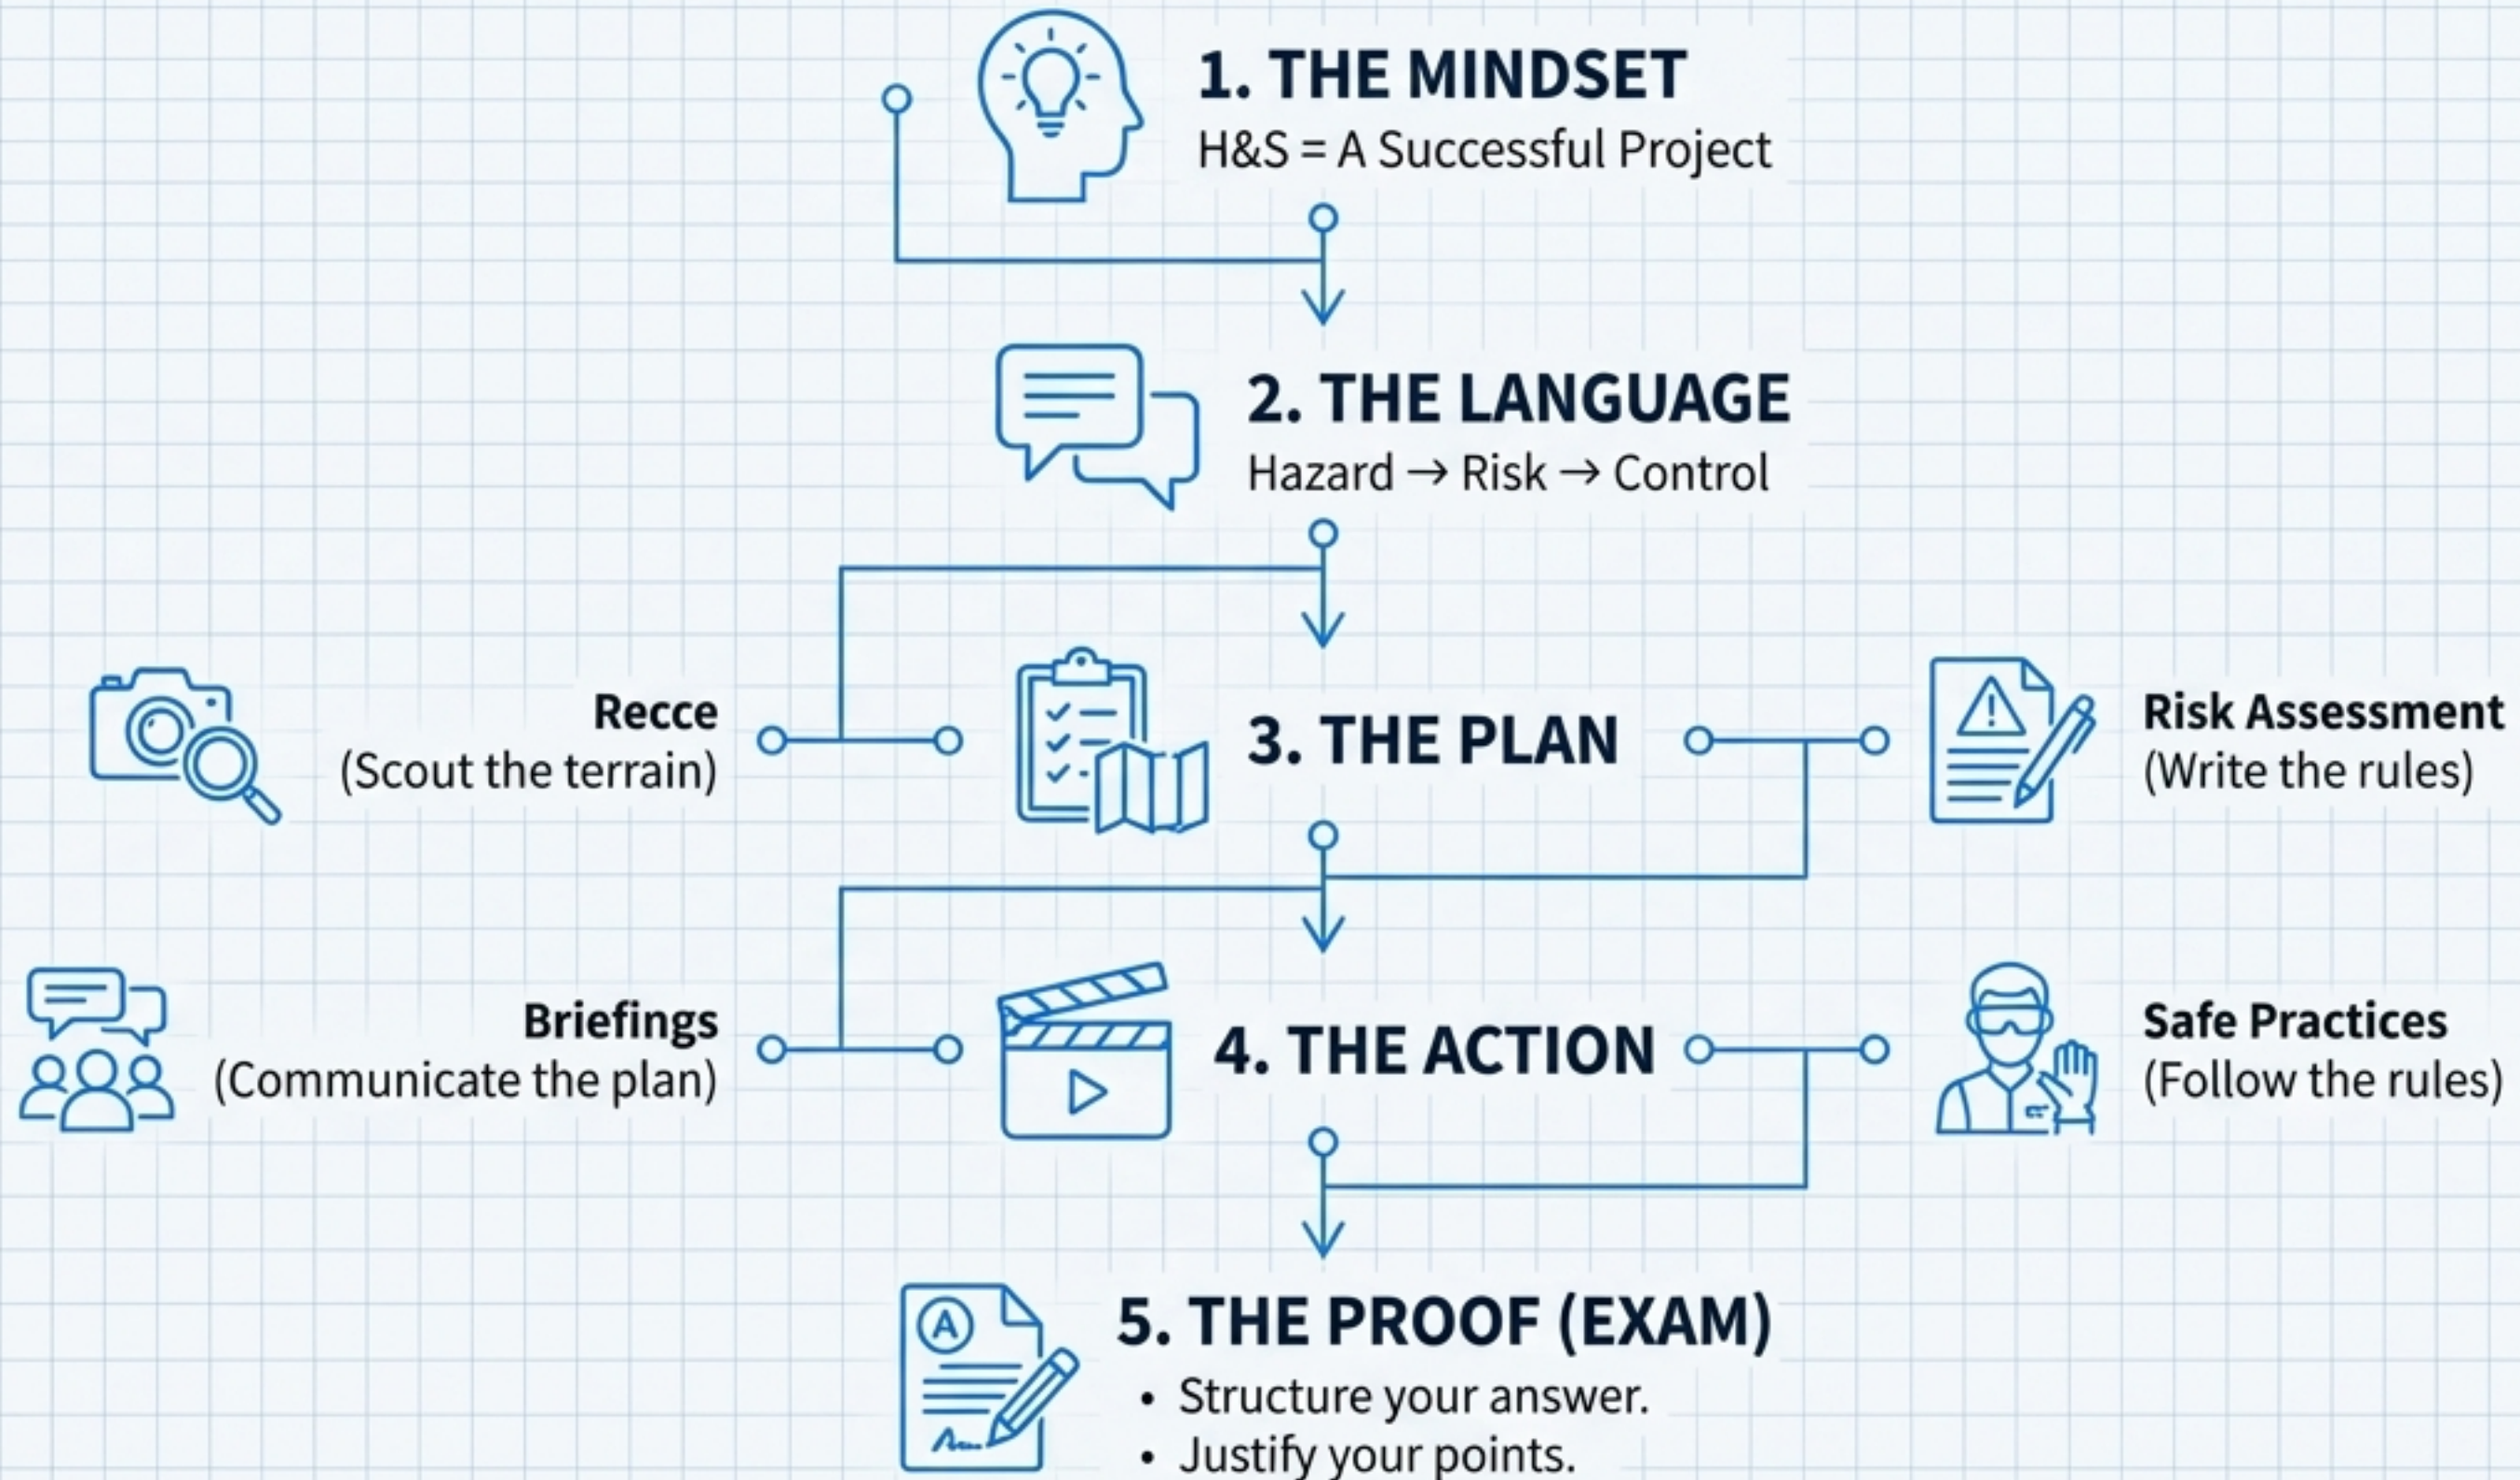 1. THE MINDSET
H&S = A Successful Project
2. THE LANGUAGE
Hazard → Risk → Control
Recce
(Scout the terrain)
3. THE PLAN
Risk Assessment
(Write the rules)
Briefings
(Communicate the plan)
4. THE ACTION
Safe Practices
(Follow the rules)
A
5. THE PROOF (EXAM)
• Structure your answer.
• Justify your points.